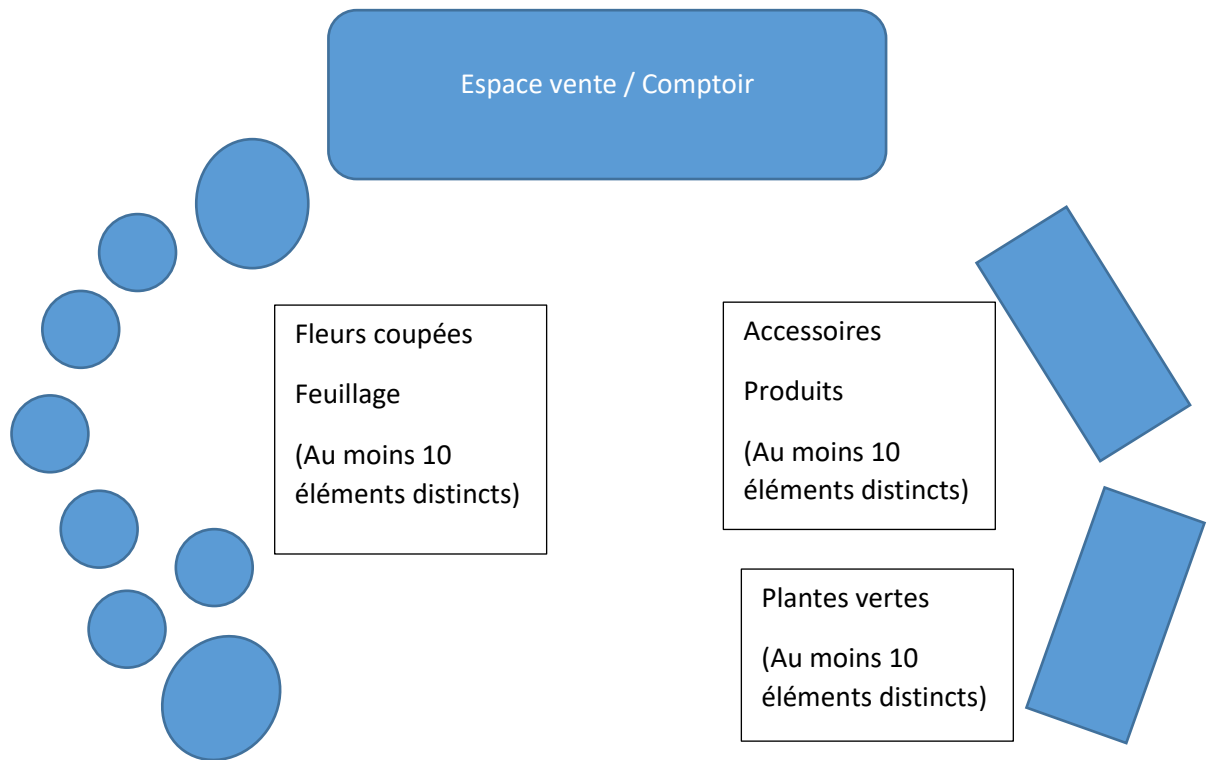 Espace vente / Comptoir
Fleurs coupées
Feuillage
(Au moins 10
éléments distincts)
Accessoires
Produits
(Au moins 10
éléments distincts)
Plantes vertes
(Au moins 10
éléments distincts)